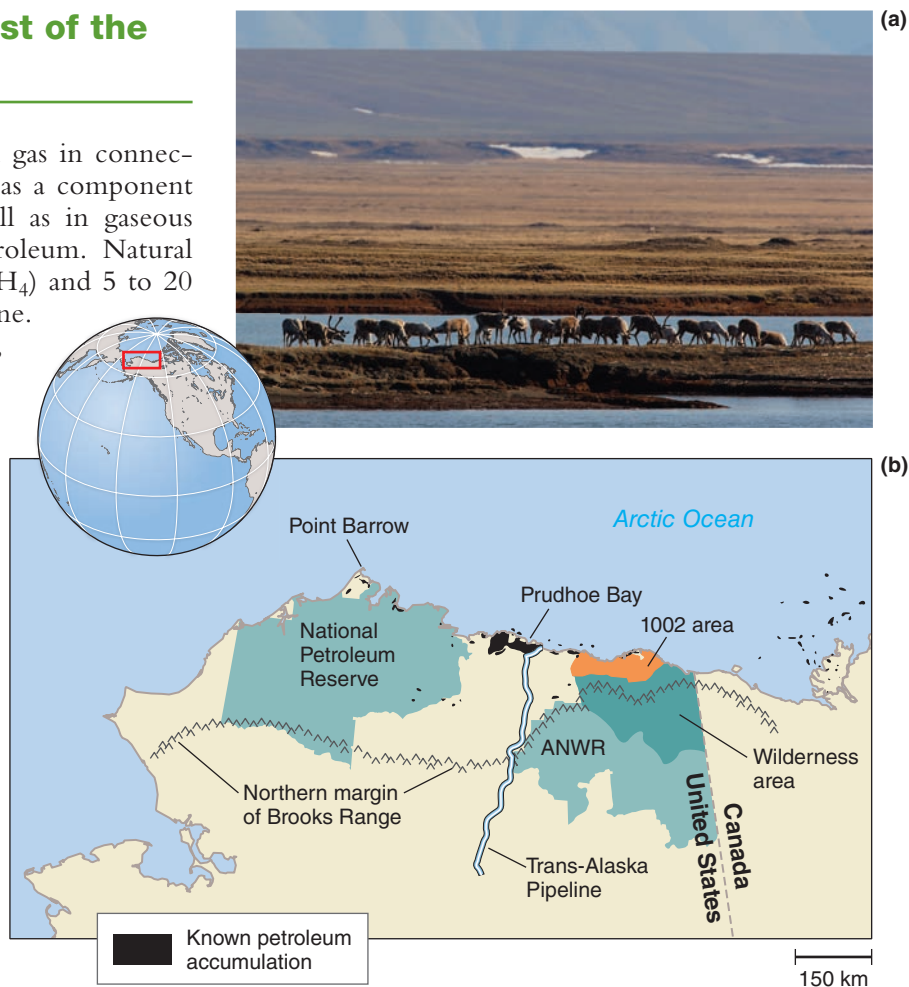 st of the
gas in connec-
as a component
ll as in gaseous
roleum. Natural
H₄) and 5 to 20
ne.
(a)
(b)
Arctic Ocean
Point Barrow
Prudhoe Bay
1002 area
National
Petroleum
Reserve
ANWR
Wilderness
area
Northern margin
of Brooks Range
Trans-Alaska
Pipeline
United States
Canada
Known petroleum
accumulation
150 km